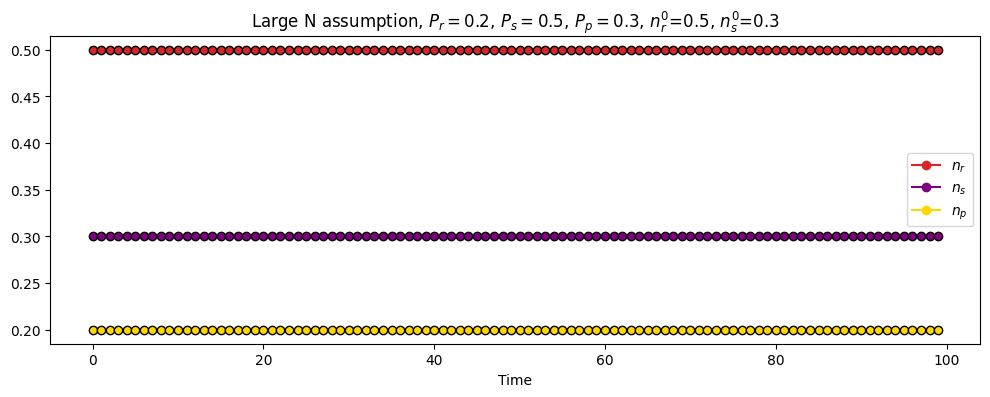 Large N assumption, $P_r = 0.2$, $P_s = 0.5$, $P_p = 0.3$, $n_r^0$=0.5, $n_s^0$=0.3
0.50
0.45
0.40
0.35
0.30
0.25
0.20
$n_r$
$n_s$
$n_p$
0 20 40 60 80 100
Time